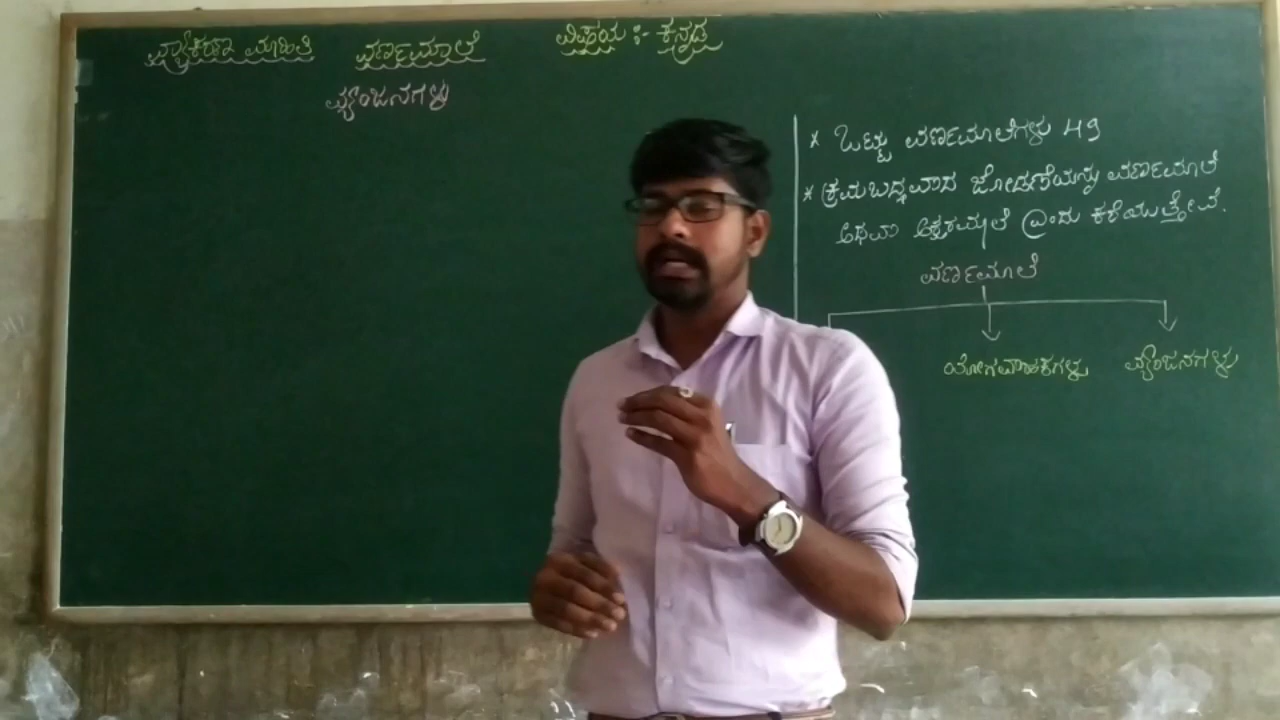 ವ್ಯಾಕರಣ ಮಾಹಿತಿ ವರ್ಣಮಾಲೆ ವಿಷಯ :- ಕನ್ನಡ
ವ್ಯಂಜನಗಳು
* ಒಟ್ಟು ವರ್ಣಮಾಲೆಗಳು 49
* ಕ್ರಮಬದ್ಧವಾದ ಜೋಡಣೆಯನ್ನು ವರ್ಣಮಾಲೆ
ಅಥವಾ ಅಕ್ಷರಮಾಲೆ ಎಂದು ಕರೆಯುತ್ತೇವೆ.
ವರ್ಣಮಾಲೆ
ಯೋಗವಾಹಕಗಳು ವ್ಯಂಜನಗಳು